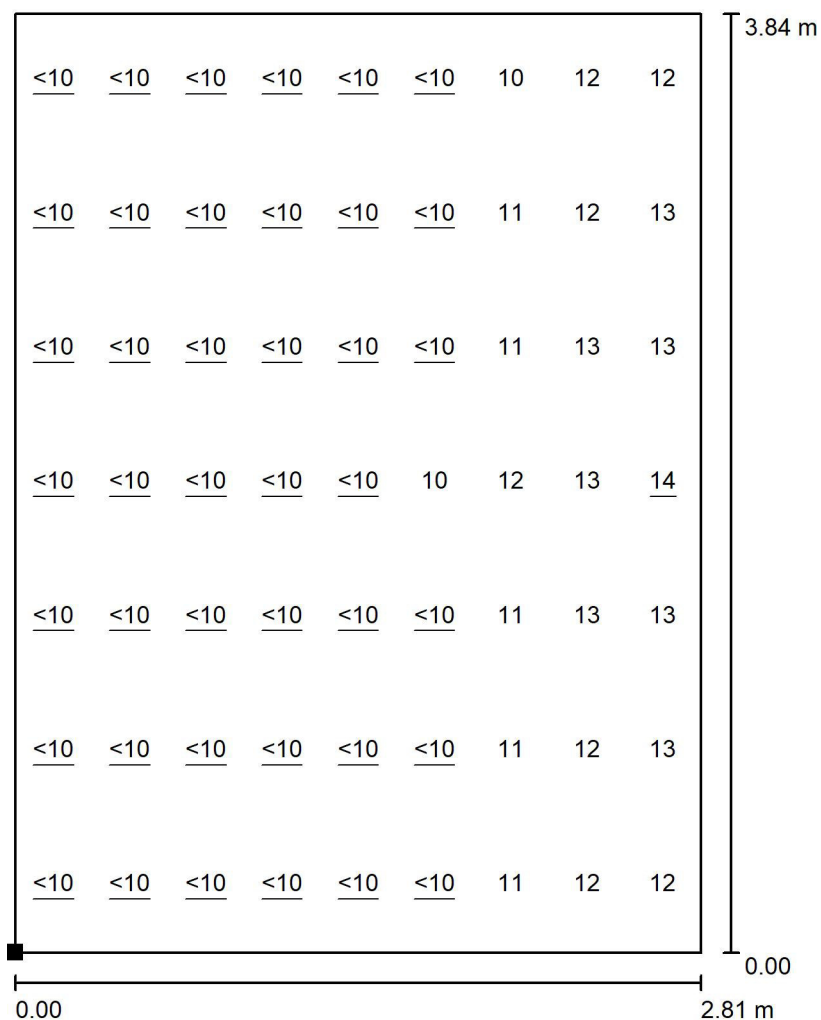 3.84 m
<10 <10 <10 <10 <10 <10 10 12 12
<10 <10 <10 <10 <10 <10 11 12 13
<10 <10 <10 <10 <10 <10 11 13 13
<10 <10 <10 <10 <10 10 12 13 14
<10 <10 <10 <10 <10 <10 11 13 13
<10 <10 <10 <10 <10 <10 11 12 13
<10 <10 <10 <10 <10 <10 11 12 12
0.00
0.00 2.81 m